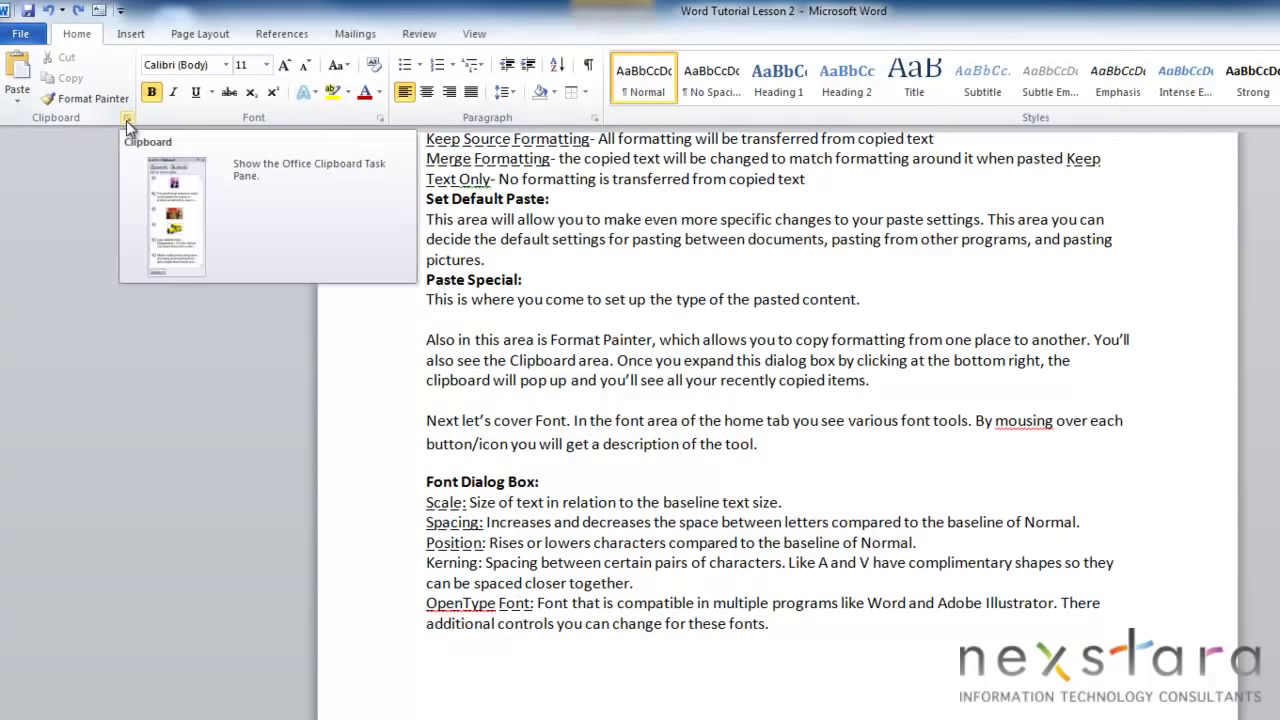 Word Tutorial Lesson 2 - Microsoft Word
File Home Insert Page Layout References Mailings Review View
Cut
Copy
Format Painter
Paste
Clipboard
Calibri (Body) 11
Font
Paragraph
AaBbCcDc AaBbCcDc AaBbC AaBbCc AaB AaBbCc. AaBbCcDc AaBbCcDc AaBbCcDc AaBbCcDc
¶ Normal ¶ No Spaci... Heading 1 Heading 2 Title Subtitle Subtle Em... Emphasis Intense E... Strong
Styles
Clipboard
Show the Office Clipboard Task
Pane.
Keep Source Formatting- All formatting will be transferred from copied text
Merge Formatting- the copied text will be changed to match formatting around it when pasted Keep
Text Only- No formatting is transferred from copied text
Set Default Paste:
This area will allow you to make even more specific changes to our paste settings. This area you can
decide the default settings for pasting between documents, pasting from other programs, and pasting
pictures.
Paste Special:
This is where you come to set up the type of the pasted content.
Also in this area is Format Painter, which allows you to copy formatting from one place to another. You’ll
also see the Clipboard area. Once you expand this dialog box by clicking at the bottom right, the
clipboard will pop up and you’ll see all your recently copied items.
Next let’s cover Font. In the font area of the home tab you see various font tools. By mousing over each
button/icon you will get a description of the tool.
Font Dialog Box:
Scale: Size of text in relation to the baseline text size.
Spacing: Increases and decreases the space between letters compared to the baseline of Normal.
Position: Rises or lowers characters compared to the baseline of Normal.
Kerning: Spacing between certain pairs of characters. Like A and V have complimentary shapes so they
can be spaced closer together.
OpenType Font: Font that is compatible in multiple programs like Word and Adobe Illustrator. There
additional controls you can change for these fonts.
nexstara
INFORMATION TECHNOLOGY CONSULTANTS